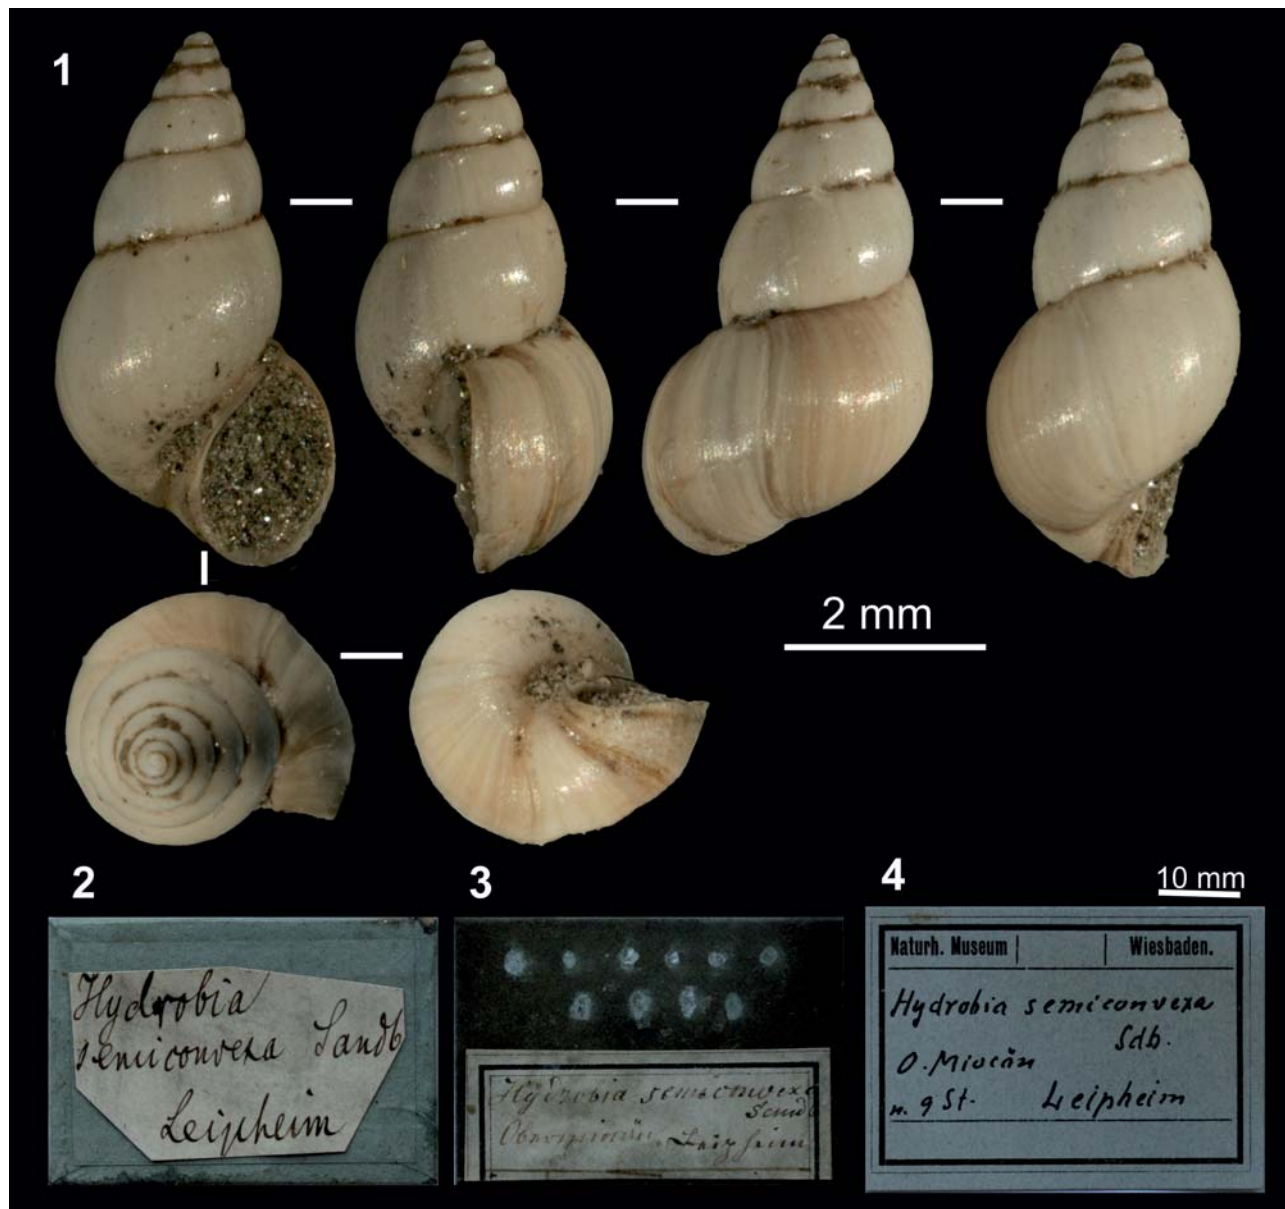 1
2 mm
2
3
4
10 mm
Hydrobia
semiconvexa Sandb
Leipheim
Hydrobia semiconvexa
Sandb
Obermiocän. Leipheim
Naturh. Museum
Wiesbaden.
Hydrobia semiconvexa
Sdb.
O. Miocän
n. 9 St. Leipheim